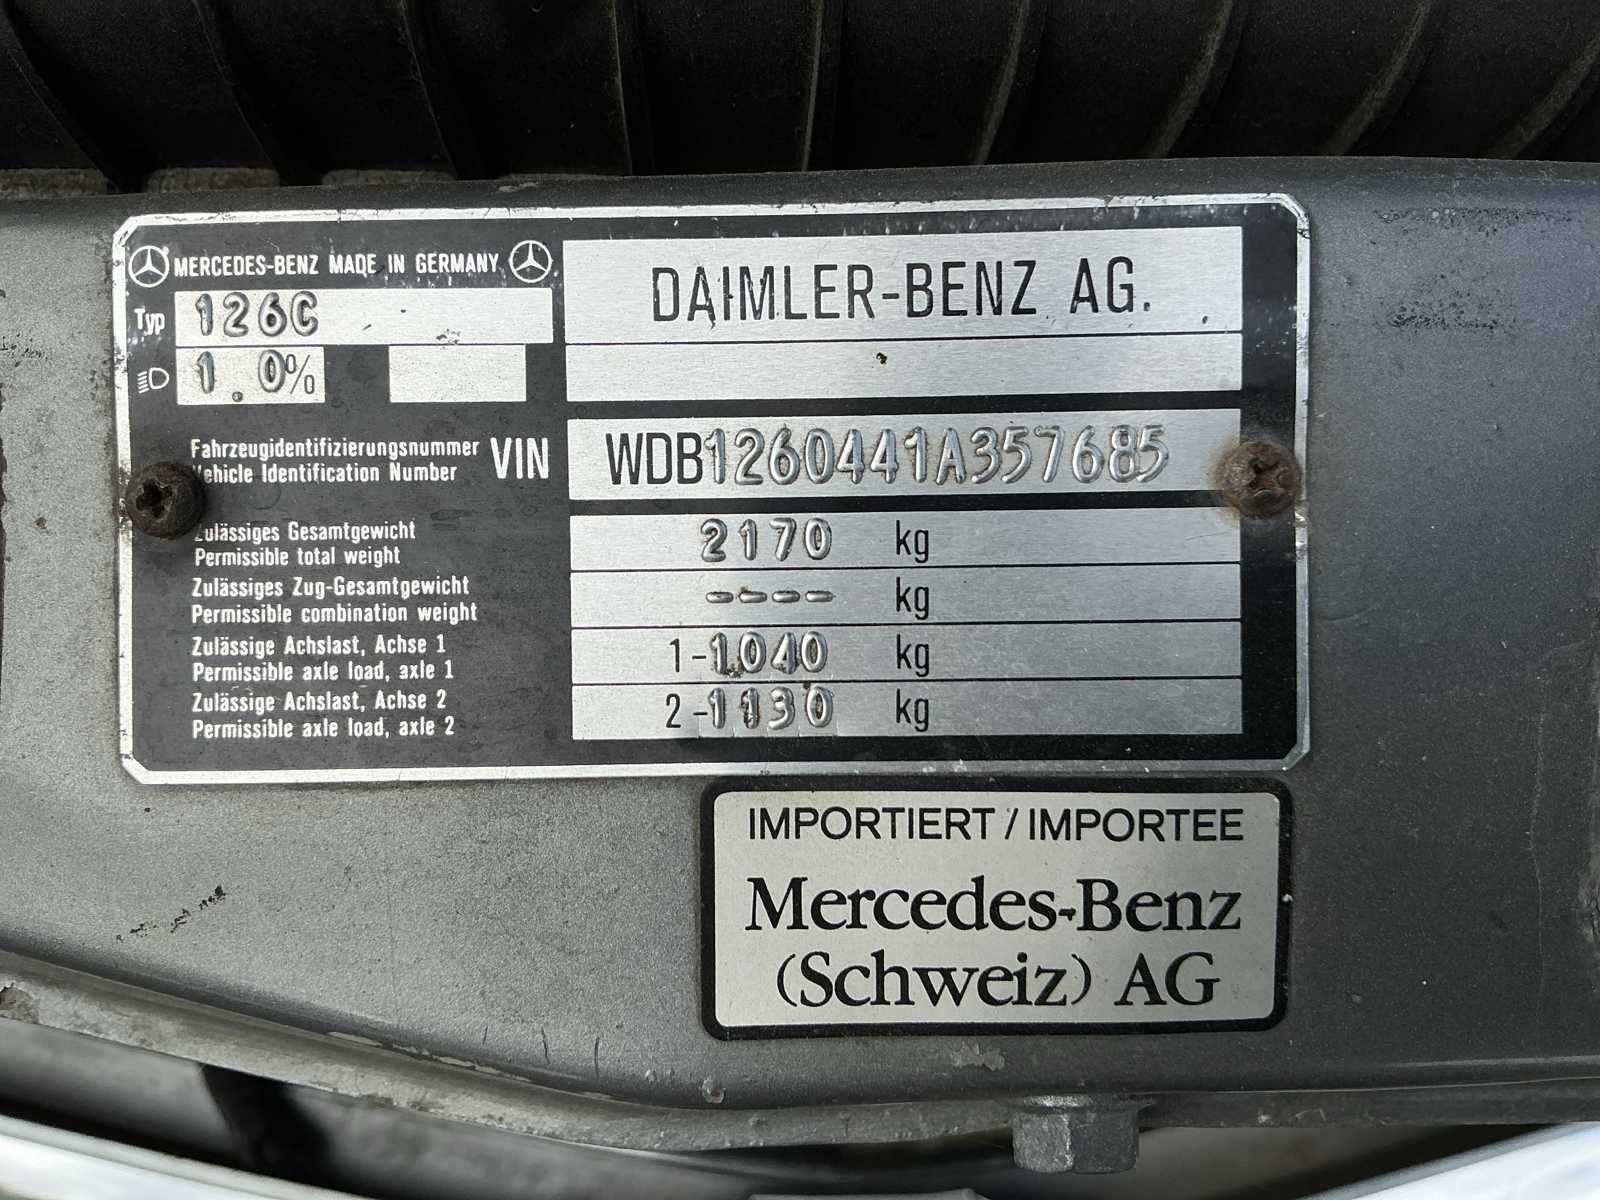 MERCEDES-BENZ MADE IN GERMANY
Typ 126C
1.0%
DAIMLER-BENZ AG.
Fahrzeugidentifizierungsnummer
Vehicle Identification Number
VIN
WDB1260441A357685
Zulässiges Gesamtgewicht
Permissible total weight
2170 kg
Zulässiges Zug-Gesamtgewicht
Permissible combination weight
---- kg
Zulässige Achslast, Achse 1
Permissible axle load, axle 1
1-1040 kg
Zulässige Achslast, Achse 2
Permissible axle load, axle 2
2-1130 kg
IMPORTIERT / IMPORTEE
Mercedes-Benz
(Schweiz) AG